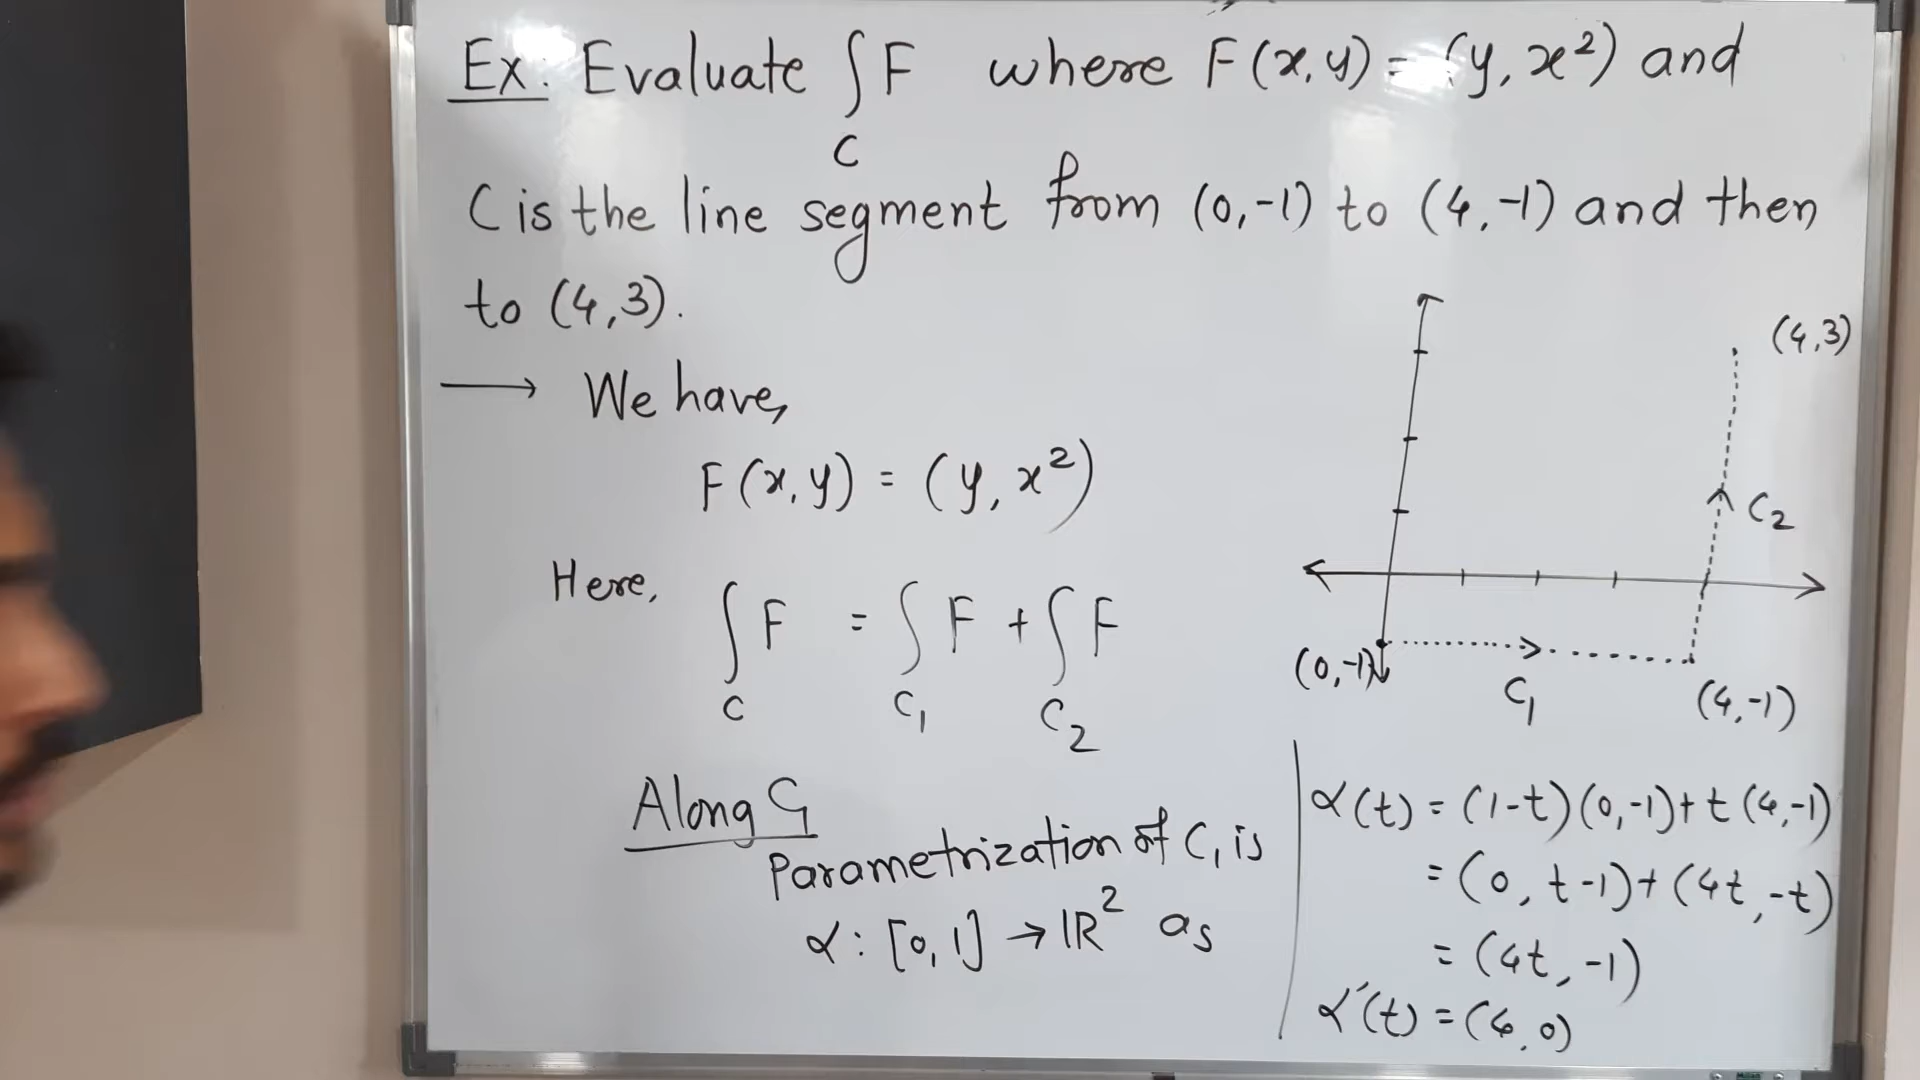 Ex: Evaluate ∫_C F where F(x,y) = (y, x²) and
C is the line segment from (0,-1) to (4,-1) and then
to (4,3).
→ We have,
F(x,y) = (y, x²)
Here,
∫_C F = ∫_C₁ F + ∫_C₂ F
Along C₁
Parametrization of C₁ is
α : [0,1] → ℝ² as
(4,3)
C₂
(0,-1)
C₁
(4,-1)
α(t) = (1-t)(0,-1) + t(4,-1)
= (0, t-1) + (4t, -t)
= (4t, -1)
α′(t) = (4,0)